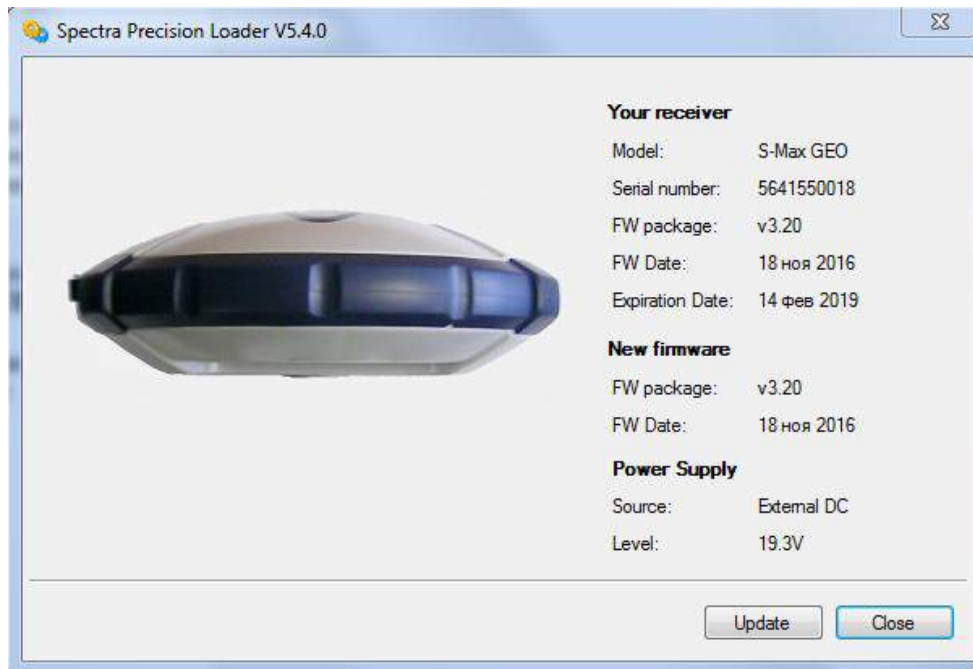 Spectra Precision Loader V5.4.0
Your receiver
Model: S-Max GEO
Serial number: 5641550018
FW package: v3.20
FW Date: 18 ноя 2016
Expiration Date: 14 фев 2019
New firmware
FW package: v3.20
FW Date: 18 ноя 2016
Power Supply
Source: External DC
Level: 19.3V
Update Close